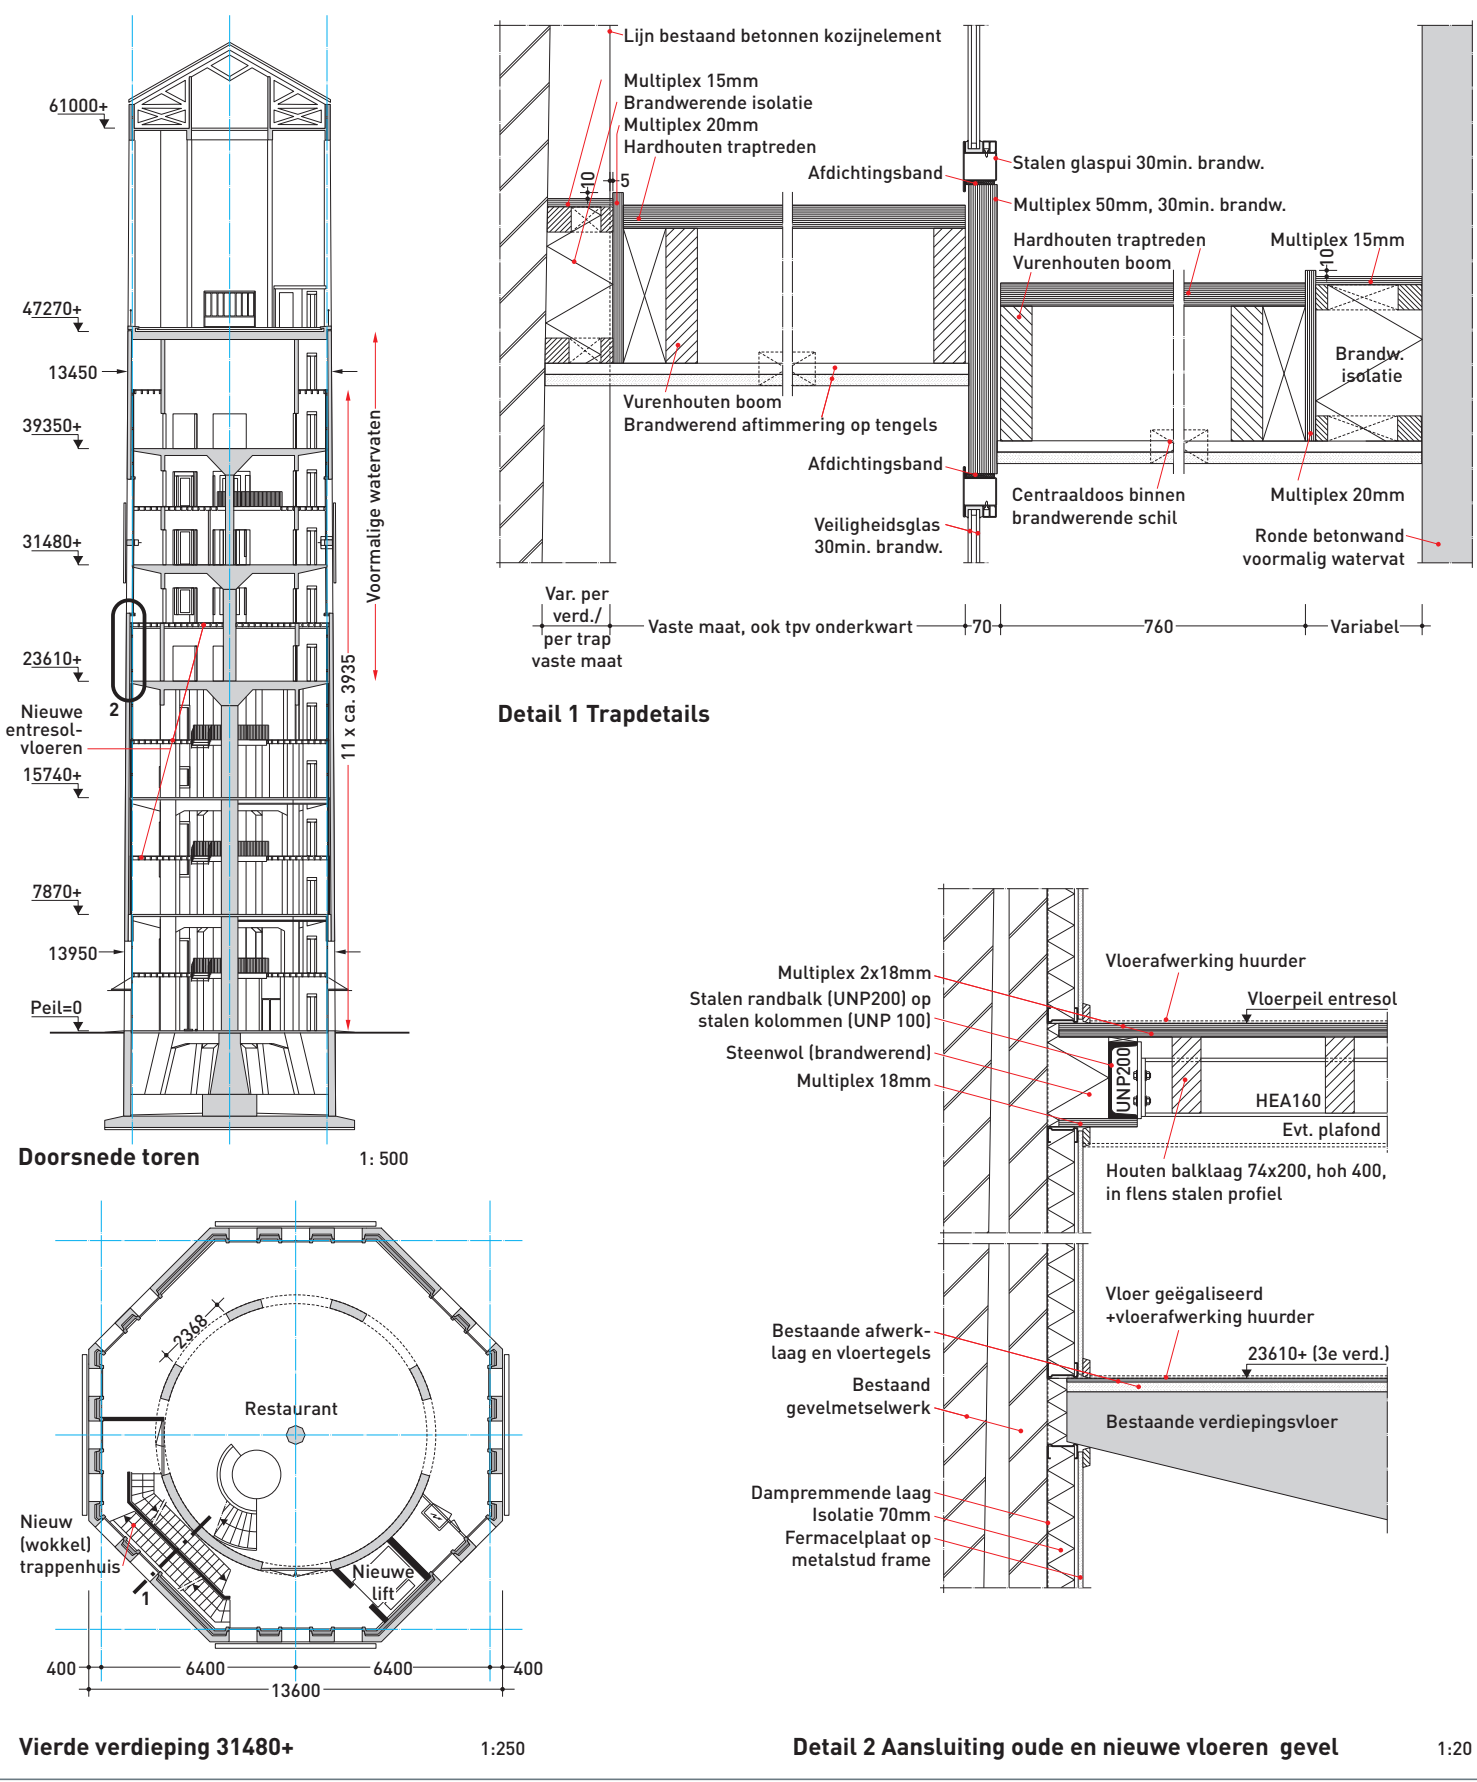 61000+
47270+
13450
39350+
31480+
23610+
2
Nieuwe
entresol-
vloeren
15740+
7870+
13950
Peil=0
Voormalige watervaten
11 x ca. 3935
Doorsnede toren
1: 500
Lijn bestaand betonnen kozijnelement
Multiplex 15mm
Brandwerende isolatie
Multiplex 20mm
Hardhouten traptreden
10
5
Afdichtingsband
Stalen glaspui 30min. brandw.
Multiplex 50mm, 30min. brandw.
Hardhouten traptreden
Vurenhouten boom
Multiplex 15mm
10
Brandw.
isolatie
Vurenhouten boom
Brandwerend aftimmering op tengels
Afdichtingsband
Centraaldoos binnen
brandwerende schil
Multiplex 20mm
Veiligheidsglas
30min. brandw.
Ronde betonwand
voormalig watervat
Var. per
verd./
per trap
vaste maat
Vaste maat, ook tpv onderkwart
70
760
Variabel
Detail 1 Trapdetails
2368
Restaurant
Nieuw
(wokkel)
trappenhuis
1
Nieuwe
lift
400
6400
6400
400
13600
Vierde verdieping 31480+
1:250
Multiplex 2x18mm
Stalen randbalk (UNP200) op
stalen kolommen (UNP 100)
Steenwol (brandwerend)
Multiplex 18mm
Vloerafwerking huurder
Vloerpeil entresol
UNP200
HEA160
Evt. plafond
Houten balklaag 74x200, hoh 400,
in flens stalen profiel
Vloer geëgaliseerd
+vloerafwerking huurder
23610+ (3e verd.)
Bestaande afwerk-
laag en vloertegels
Bestaand
gevelmetselwerk
Bestaande verdiepingsvloer
Dampremmende laag
Isolatie 70mm
Fermacelplaat op
metalstud frame
Detail 2 Aansluiting oude en nieuwe vloeren gevel
1:20